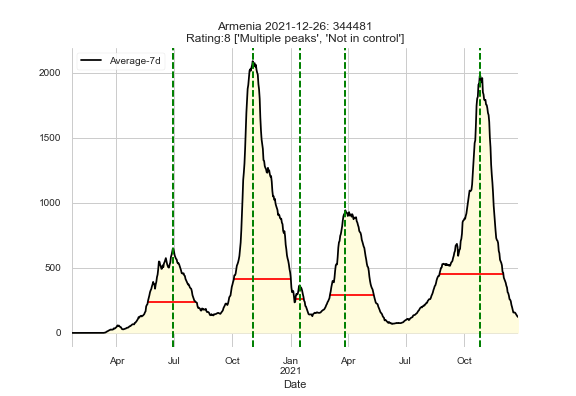 Armenia 2021-12-26: 344481
Rating:8 ['Multiple peaks', 'Not in control']
Average-7d
2000
1500
1000
500
0
Apr Jul Oct Jan Apr Jul Oct
2021
Date